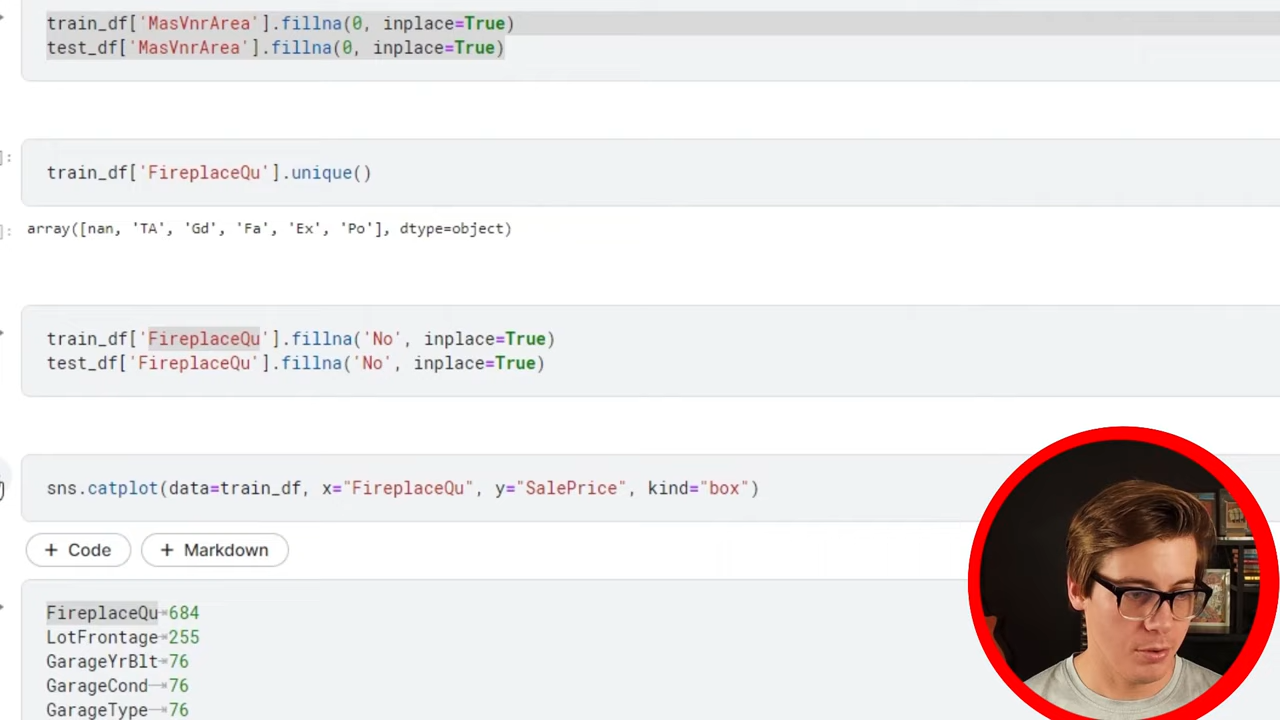 train_df['MasVnrArea'].fillna(0, inplace=True)
test_df['MasVnrArea'].fillna(0, inplace=True)
]:
train_df['FireplaceQu'].unique()
]:
array([nan, 'TA', 'Gd', 'Fa', 'Ex', 'Po'], dtype=object)
train_df['FireplaceQu'].fillna('No', inplace=True)
test_df['FireplaceQu'].fillna('No', inplace=True)
sns.catplot(data=train_df, x="FireplaceQu", y="SalePrice", kind="box")
+ Code + Markdown
FireplaceQu 684
LotFrontage 255
GarageYrBlt 76
GarageCond 76
GarageType 76